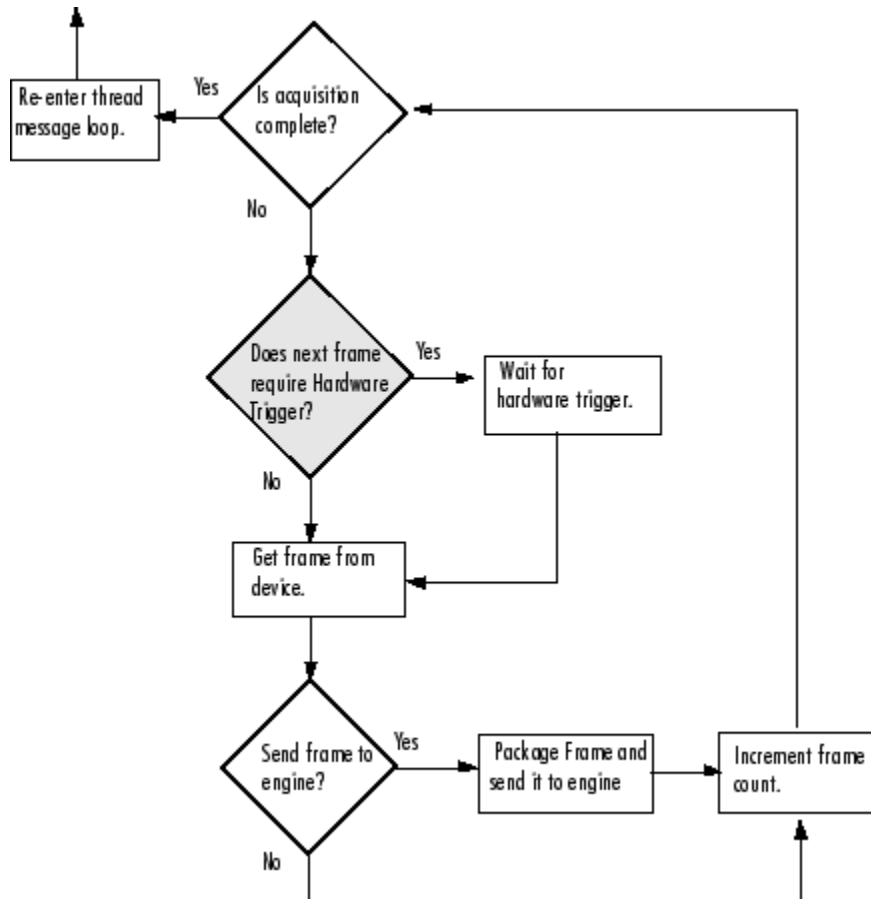 Re-enter thread
message loop.
Yes
Is acquisition
complete?
No
Does next frame
require Hardware
Trigger?
Yes
Wait for
hardware trigger.
No
Get frame from
device.
Send frame to
engine?
Yes
Package Frame and
send it to engine
Increment frame
count.
No